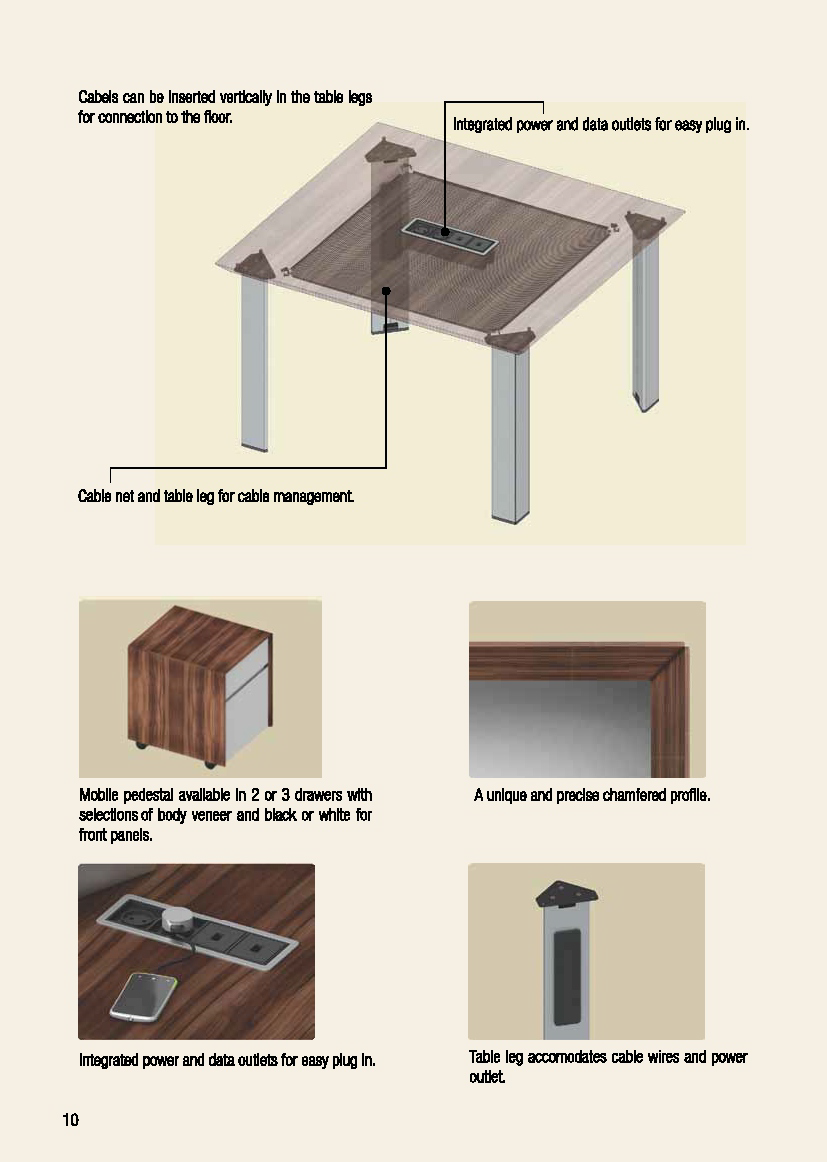 Cabels can be inserted vertically in the table legs
for connection to the floor.
Integrated power and data outlets for easy plug in.
Cable net and table leg for cable management.
Mobile pedestal available in 2 or 3 drawers with
selections of body veneer and black or white for
front panels.
A unique and precise chamfered profile.
Integrated power and data outlets for easy plug in.
Table leg accomodates cable wires and power
outlet.
10